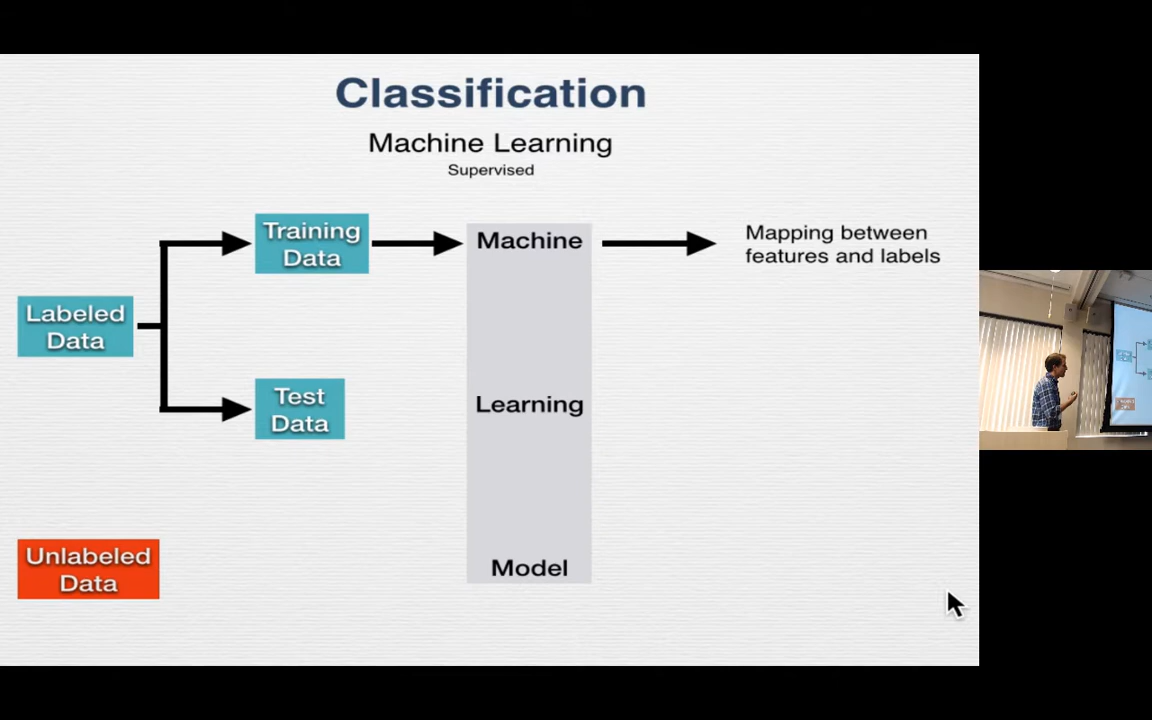 Classification
Machine Learning
Supervised
Training
Data
Machine
Mapping between
features and labels
Labeled
Data
Test
Data
Learning
Unlabeled
Data
Model